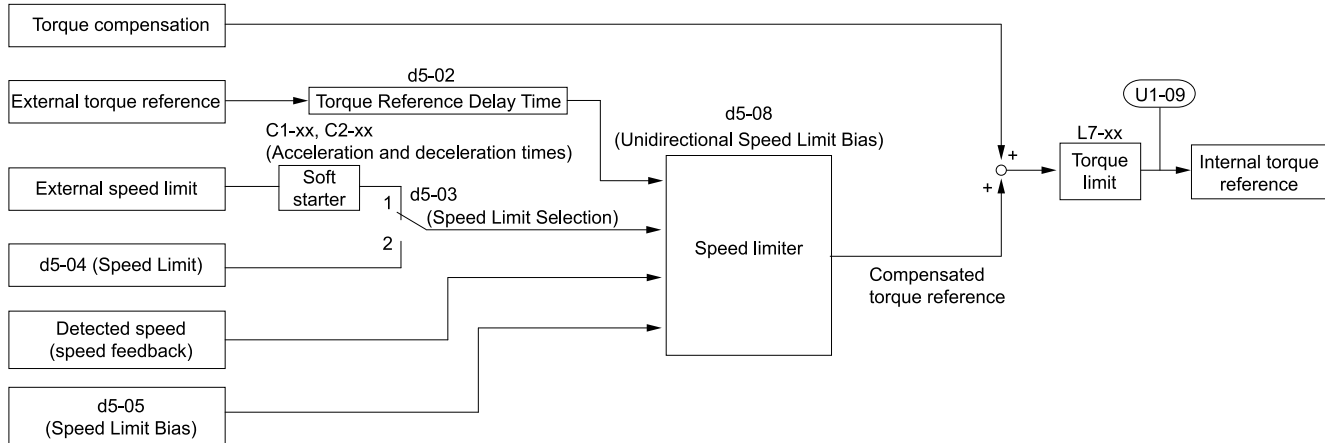 Torque compensation
d5-02
External torque reference
Torque Reference Delay Time
U1-09
C1-xx, C2-xx
(Acceleration and deceleration times)
d5-08
(Unidirectional Speed Limit Bias)
L7-xx
+
+
Torque
limit
Internal torque
reference
External speed limit
Soft
starter
1
d5-03
(Speed Limit Selection)
2
d5-04 (Speed Limit)
Speed limiter
Compensated
torque reference
Detected speed
(speed feedback)
d5-05
(Speed Limit Bias)